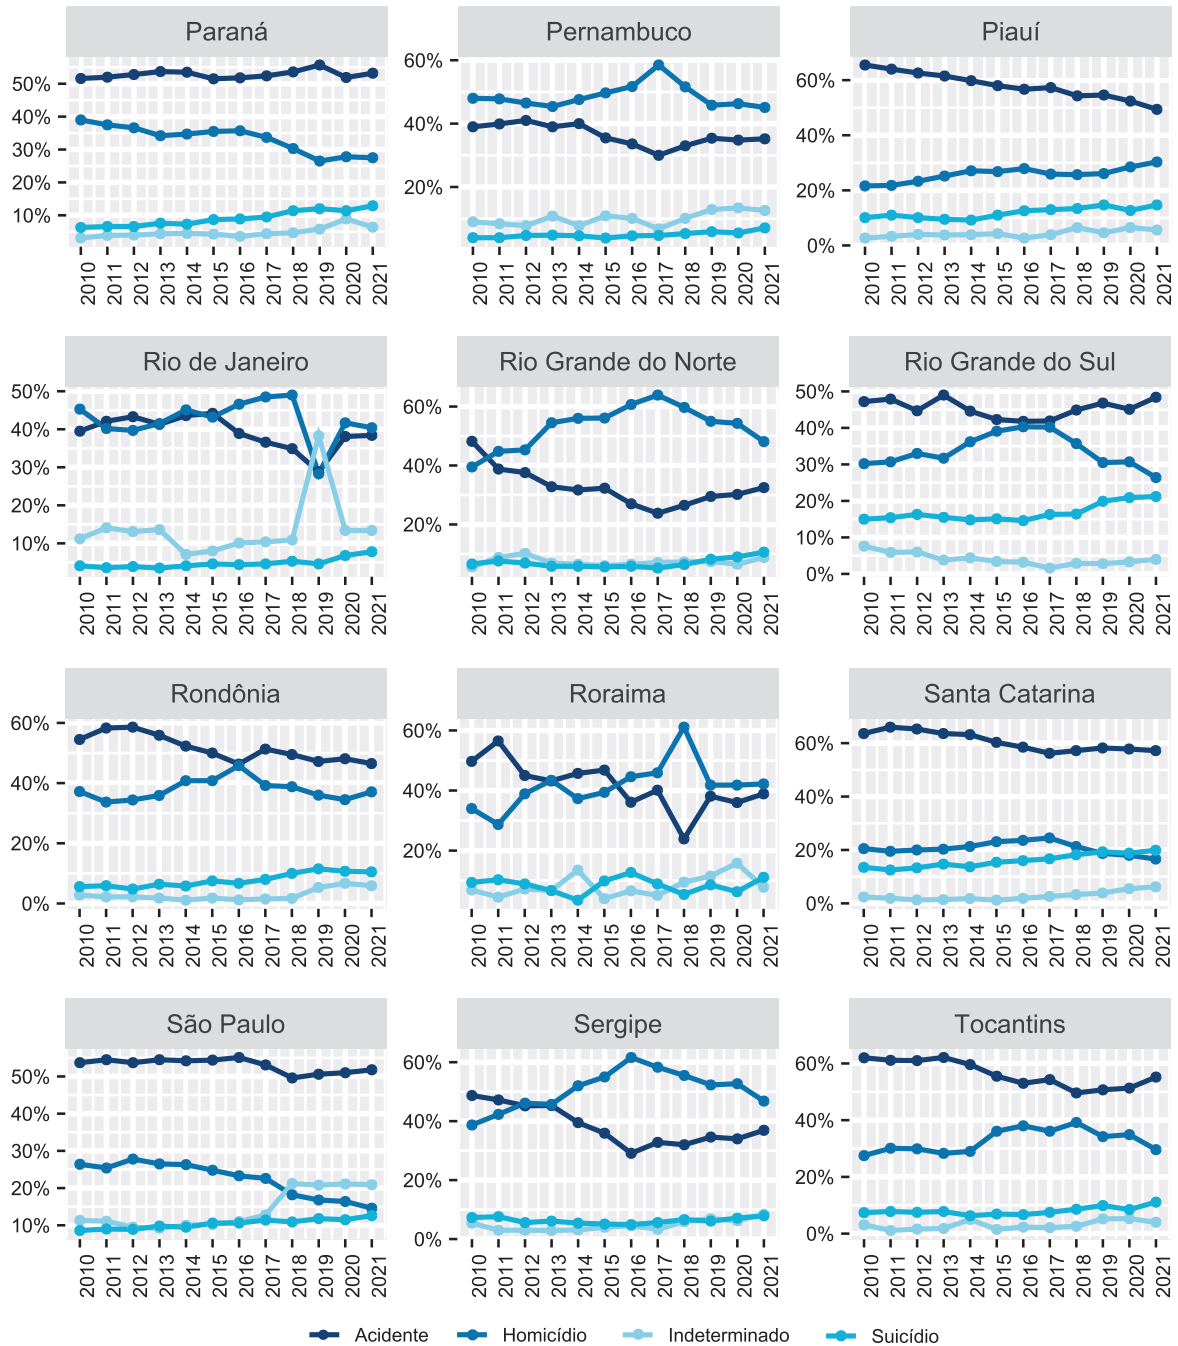 Paraná Pernambuco Piauí
50%
40%
30%
20%
10%
60%
40%
20%
60%
40%
20%
0%
2010 2011 2012 2013 2014 2015 2016 2017 2018 2019 2020 2021
2010 2011 2012 2013 2014 2015 2016 2017 2018 2019 2020 2021
2010 2011 2012 2013 2014 2015 2016 2017 2018 2019 2020 2021
Rio de Janeiro Rio Grande do Norte Rio Grande do Sul
50%
40%
30%
20%
10%
60%
40%
20%
50%
40%
30%
20%
10%
0%
2010 2011 2012 2013 2014 2015 2016 2017 2018 2019 2020 2021
2010 2011 2012 2013 2014 2015 2016 2017 2018 2019 2020 2021
2010 2011 2012 2013 2014 2015 2016 2017 2018 2019 2020 2021
Rondônia Roraima Santa Catarina
60%
40%
20%
0%
60%
40%
20%
60%
40%
20%
0%
2010 2011 2012 2013 2014 2015 2016 2017 2018 2019 2020 2021
2010 2011 2012 2013 2014 2015 2016 2017 2018 2019 2020 2021
2010 2011 2012 2013 2014 2015 2016 2017 2018 2019 2020 2021
São Paulo Sergipe Tocantins
50%
40%
30%
20%
10%
60%
40%
20%
0%
60%
40%
20%
0%
2010 2011 2012 2013 2014 2015 2016 2017 2018 2019 2020 2021
2010 2011 2012 2013 2014 2015 2016 2017 2018 2019 2020 2021
2010 2011 2012 2013 2014 2015 2016 2017 2018 2019 2020 2021
Acidente Homicídio Indeterminado Suicídio